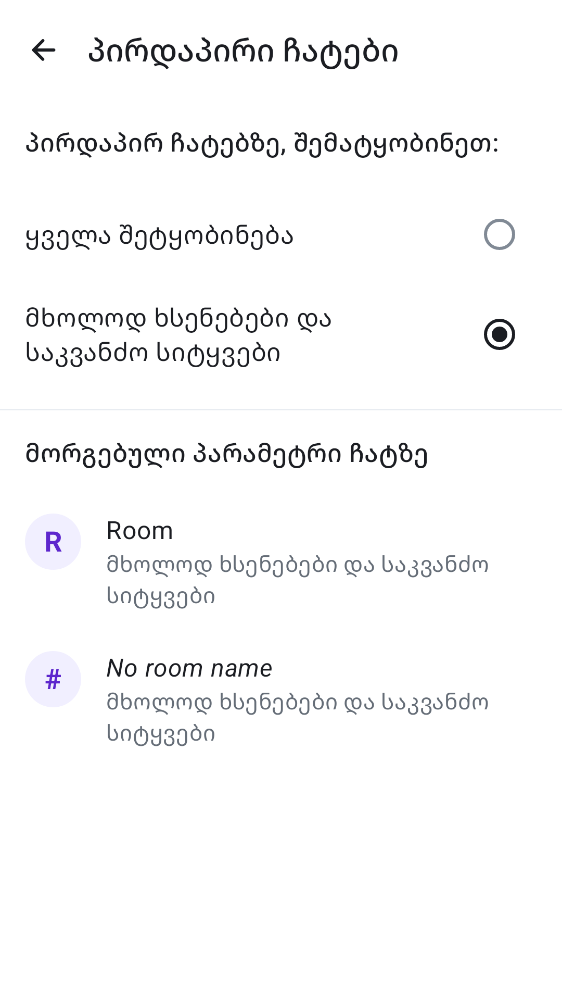 პირდაპირი ჩატები
პირდაპირ ჩატებზე, შემატყობინეთ:
ყველა შეტყობინება
მხოლოდ ხსენებები და
საკვანძო სიტყვები
მორგებული პარამეტრი ჩატზე
R
Room
მხოლოდ ხსენებები და საკვანძო
სიტყვები
#
No room name
მხოლოდ ხსენებები და საკვანძო
სიტყვები